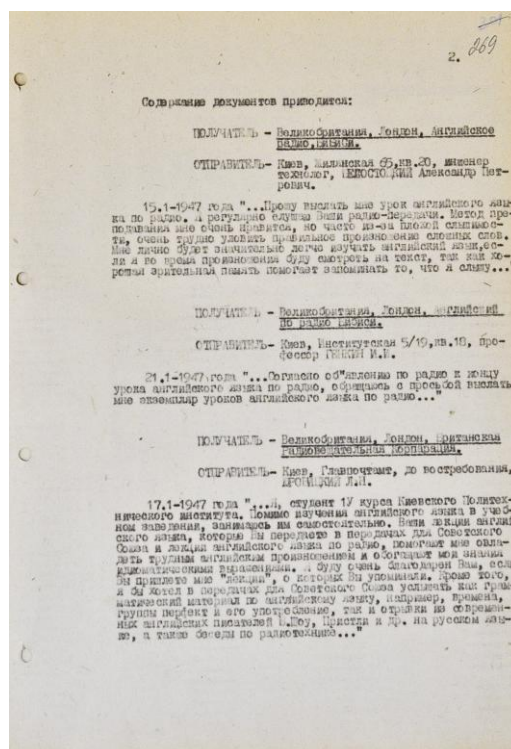 2. 269
Содержание документов приводится:
ПОЛУЧАТЕЛЬ - Великобритания, Лондон, Английское
радио, БиБиСи.
ОТПРАВИТЕЛЬ- Киев, Жилянская 65, кв.20, инженер
технолог, БЕЛОСТОЦКИЙ Александр Пет-
рович.
15.1-1947 года "...Прошу выслать мне урок английского язы-
ка по радио. Я регулярно слушаю Ваши радио-передачи. Метод пре-
подавания мне очень нравится, но часто из-за плохой слышимос-
ти, очень трудно уловить правильное произношение сложных слов.
Мне лично будет значительно легче изучать английский язык, ес-
ли я во время произношения буду смотреть на текст, так как хо-
рошая зрительная память помогает запоминать то, что я слышу...
ПОЛУЧАТЕЛЬ - Великобритания, Лондон, английский
по радио Бибиси.
ОТПРАВИТЕЛЬ- Киев, Институтская 5/19, кв.18, про-
фессор И.И.
21.1-1947 года "...Согласно об"явлению по радио к концу
урока английского языка по радио, обращаюсь с просьбой выслать
мне экземпляр уроков английского языка по радио..."
ПОЛУЧАТЕЛЬ - Великобритания, Лондон, Британская
Радиовещательная Корпарация.
ОТПРАВИТЕЛЬ- Киев, Главпочтамт, до востребования,
Л.Н.
17.1-1947 года "...Я, студент 1У курса Киевского Политех-
нического института. Помимо изучения английского языка в учеб-
ном заведении, занимаюсь им самостоятельно. Ваши лекции англий-
ского языка, которые Вы передаете в передачах для Советского
Союза и лекции английского языка по радио, помогают мне овла-
деть трудным английским произношением и обогащают мои знания
идиоматическими выражениями. Я буду очень благодарен Вам, если
Вы пришлете мне "лекции", о которых Вы упоминали. Кроме того,
я бы хотел в передачах для Советского Союза услышать как грам-
матический материал по английскому языку, например, времена,
группы перфект и его употребление, так и отрывки из современ-
ных английских писателей Б.Шоу, Пристли и др. на русском язы-
ке, а также беседы по радиотехнике..."